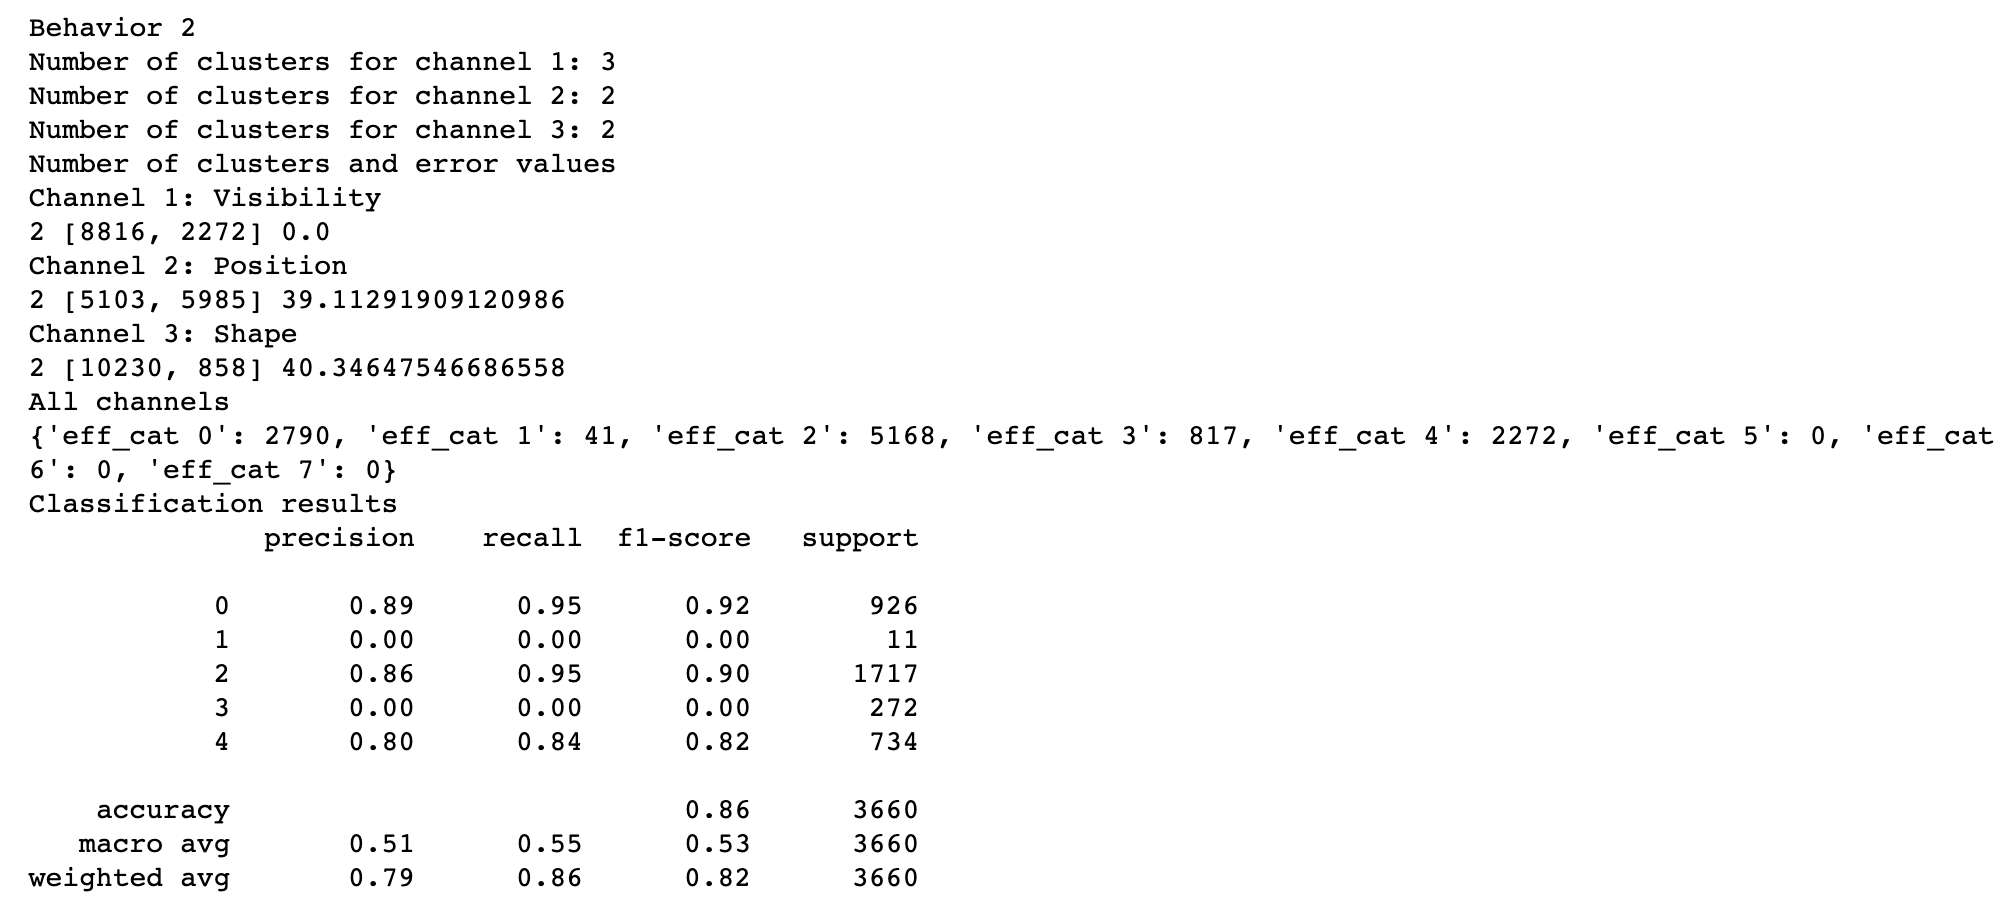 Behavior 2
Number of clusters for channel 1: 3
Number of clusters for channel 2: 2
Number of clusters for channel 3: 2
Number of clusters and error values
Channel 1: Visibility
2 [8816, 2272] 0.0
Channel 2: Position
2 [5103, 5985] 39.11291909120986
Channel 3: Shape
2 [10230, 858] 40.34647546686558
All channels
{'eff_cat 0': 2790, 'eff_cat 1': 41, 'eff_cat 2': 5168, 'eff_cat 3': 817, 'eff_cat 4': 2272, 'eff_cat 5': 0, 'eff_cat
6': 0, 'eff_cat 7': 0}
Classification results
precision recall f1-score support
0 0.89 0.95 0.92 926
1 0.00 0.00 0.00 11
2 0.86 0.95 0.90 1717
3 0.00 0.00 0.00 272
4 0.80 0.84 0.82 734
accuracy 0.86 3660
macro avg 0.51 0.55 0.53 3660
weighted avg 0.79 0.86 0.82 3660